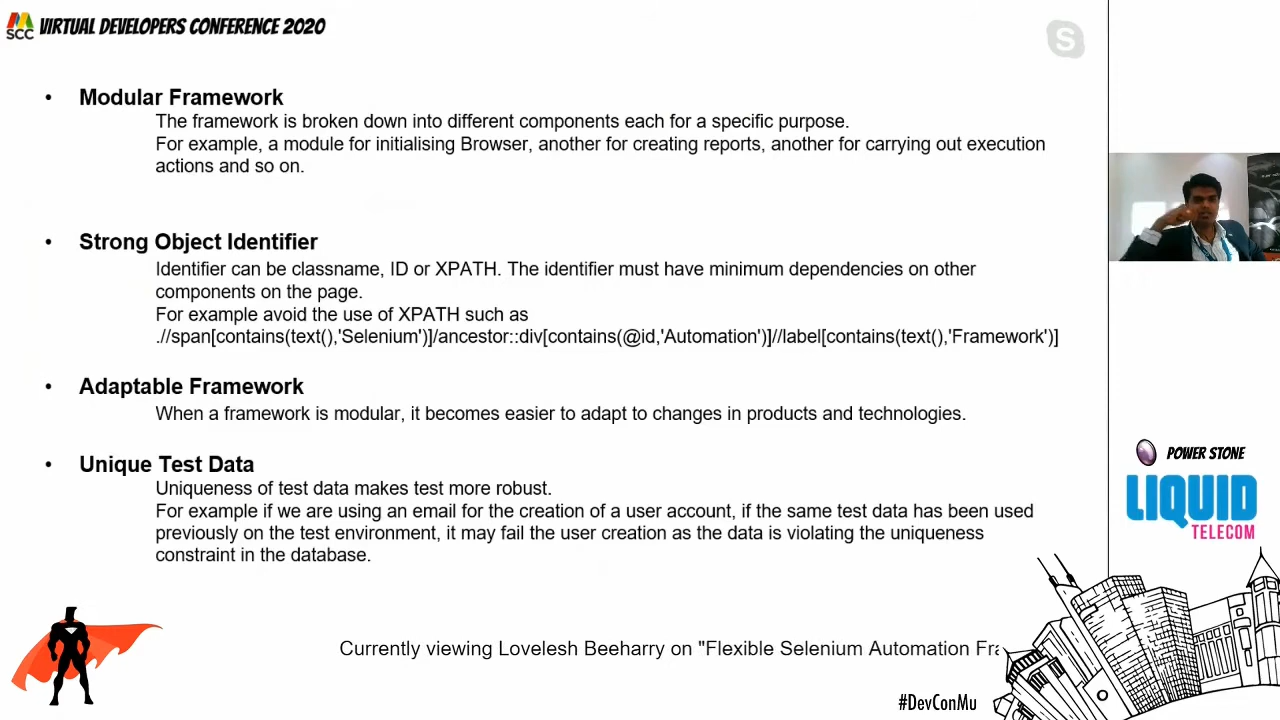 SCC VIRTUAL DEVELOPERS CONFERENCE 2020
S
• Modular Framework
The framework is broken down into different components each for a specific purpose.
For example, a module for initialising Browser, another for creating reports, another for carrying out execution
actions and so on.
• Strong Object Identifier
Identifier can be classname, ID or XPATH. The identifier must have minimum dependencies on other
components on the page.
For example avoid the use of XPATH such as
.//span[contains(text(),'Selenium')]/ancestor::div[contains(@id,'Automation')]//label[contains(text(),'Framework')]
• Adaptable Framework
When a framework is modular, it becomes easier to adapt to changes in products and technologies.
• Unique Test Data
Uniqueness of test data makes test more robust.
For example if we are using an email for the creation of a user account, if the same test data has been used
previously on the test environment, it may fail the user creation as the data is violating the uniqueness
constraint in the database.
POWER STONE
LIQUID
TELECOM
Currently viewing Lovelesh Beeharry on "Flexible Selenium Automation Fra
#DevConMu